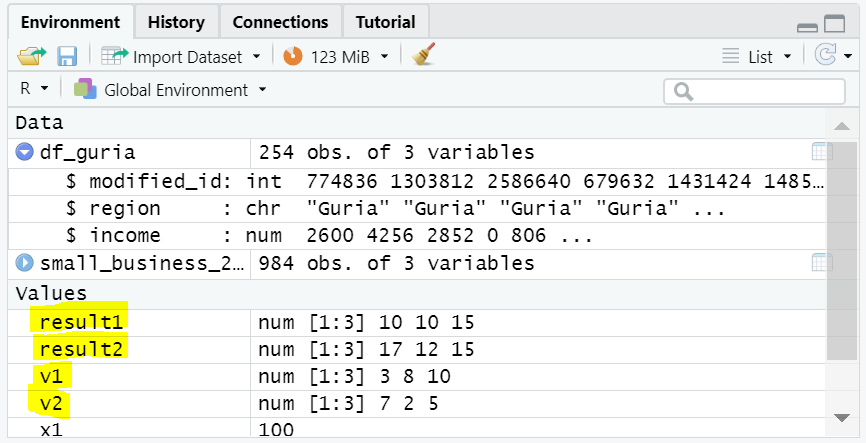 Environment History Connections Tutorial
Import Dataset 123 MiB List
R Global Environment
Data
df_guria 254 obs. of 3 variables
$ modified_id: int 774836 1303812 2586640 679632 1431424 1485…
$ region : chr "Guria" "Guria" "Guria" "Guria" ...
$ income : num 2600 4256 2852 0 806 ...
small_business_2… 984 obs. of 3 variables
Values
result1 num [1:3] 10 10 15
result2 num [1:3] 17 12 15
v1 num [1:3] 3 8 10
v2 num [1:3] 7 2 5
x1 100